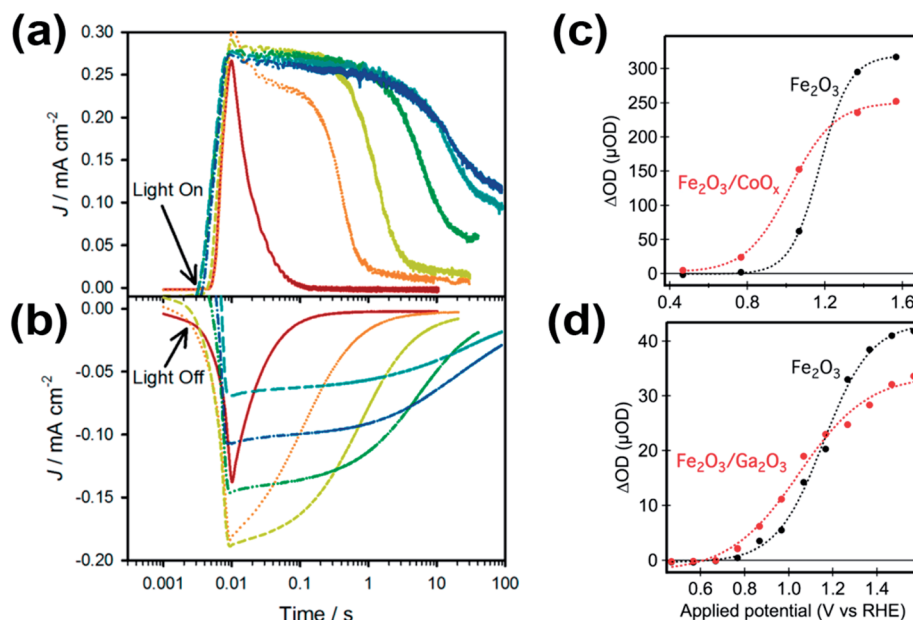 (a)
0.30
0.25
0.20
0.15
0.10
0.05
0.00
J / mA cm⁻²
Light On
(b)
0.00
-0.05
-0.10
-0.15
-0.20
J / mA cm⁻²
Light Off
0.001 0.01 0.1 1 10 100
Time / s
(c)
350
300
250
200
150
100
50
0
ΔOD (μOD)
Fe₂O₃
Fe₂O₃/CoOₓ
0.4 0.8 1.2 1.6
(d)
40
30
20
10
0
ΔOD (μOD)
Fe₂O₃
Fe₂O₃/Ga₂O₃
0.6 0.8 1.0 1.2 1.4
Applied potential (V vs RHE)